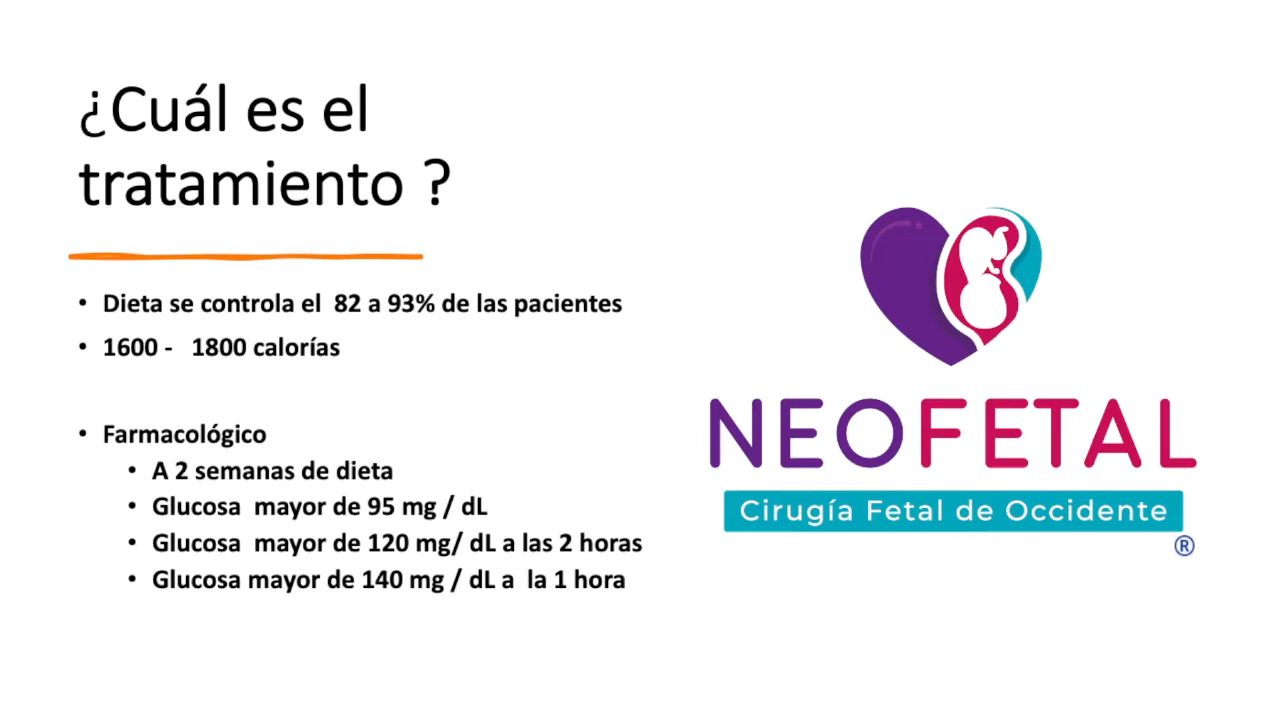 ¿Cuál es el
tratamiento ?
• Dieta se controla el 82 a 93% de las pacientes
• 1600 - 1800 calorías
• Farmacológico
• A 2 semanas de dieta
• Glucosa mayor de 95 mg / dL
• Glucosa mayor de 120 mg/ dL a las 2 horas
• Glucosa mayor de 140 mg / dL a la 1 hora
NEOFETAL
Cirugía Fetal de Occidente
®